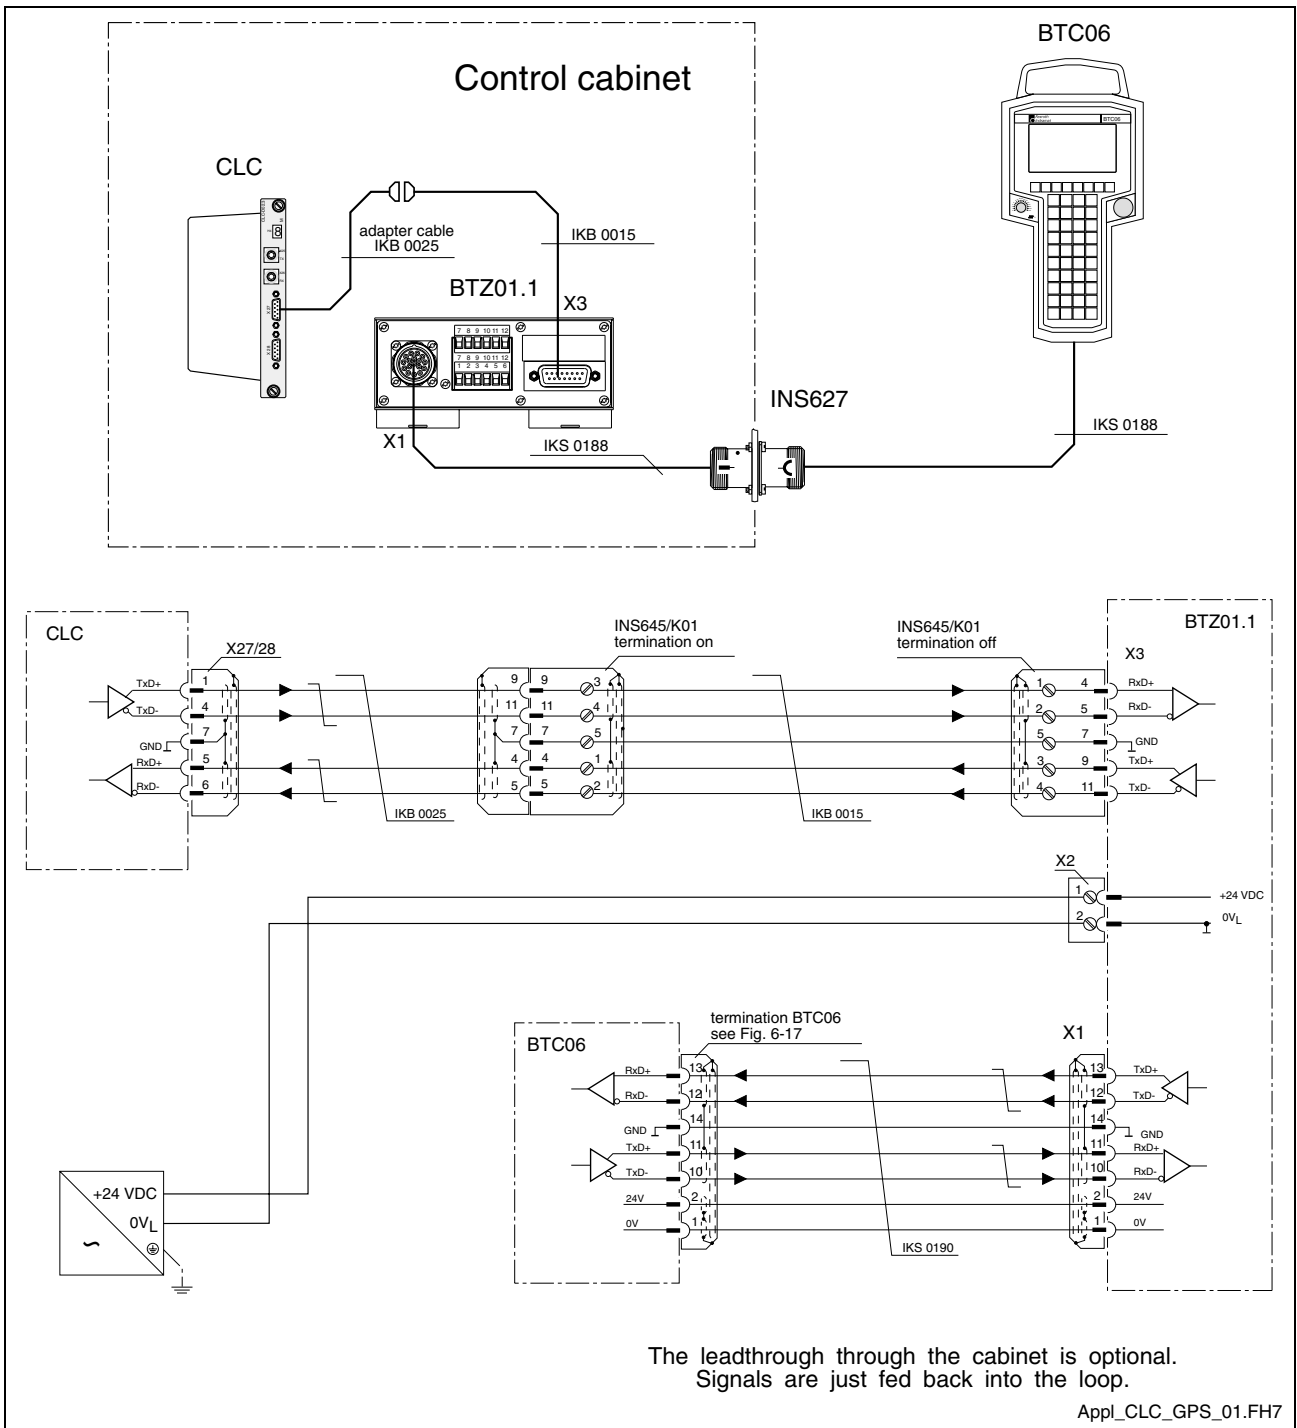 Control cabinet
BTC06
BTC06
CLC
adapter cable
IKB 0025
IKB 0015
BTZ01.1
X3
7 8 9 10 11 12
7 8 9 10 11 12
1 2 3 4 5 6
X1
IKS 0188
INS627
IKS 0188
CLC
X27/28
INS645/K01
termination on
INS645/K01
termination off
BTZ01.1
X3
TxD+ 1 9 9 3 1 4 RxD+
TxD- 4 11 11 4 2 5 RxD-
GND 7 7 7 5 5 7 GND
RxD+ 5 4 4 1 3 9 TxD+
RxD- 6 5 5 2 4 11 TxD-
IKB 0025
IKB 0015
X2
1 +24 VDC
2 0VL
BTC06
termination BTC06
see Fig. 6-17
X1
RxD+ 13 13 TxD+
RxD- 12 12 TxD-
GND 14 14 GND
TxD+ 11 11 RxD+
TxD- 10 10 RxD-
24V 2 2 24V
0V 1 1 0V
IKS 0190
+24 VDC
0VL
The leadthrough through the cabinet is optional.
Signals are just fed back into the loop.
Appl_CLC_GPS_01.FH7